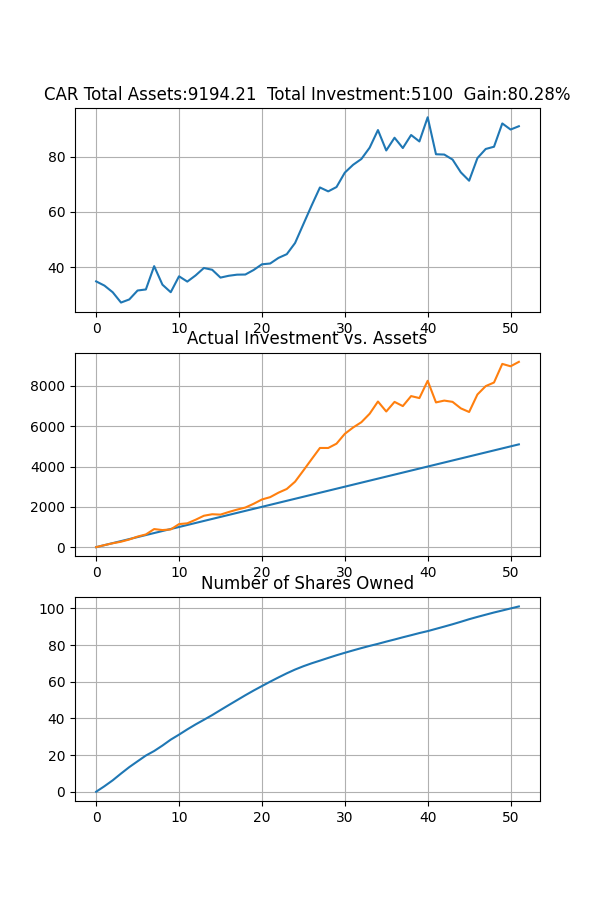 CAR Total Assets:9194.21  Total Investment:5100  Gain:80.28%
80
60
40
0 10 20 30 40 50
Actual Investment vs. Assets
8000
6000
4000
2000
0
0 10 20 30 40 50
Number of Shares Owned
100
80
60
40
20
0
0 10 20 30 40 50